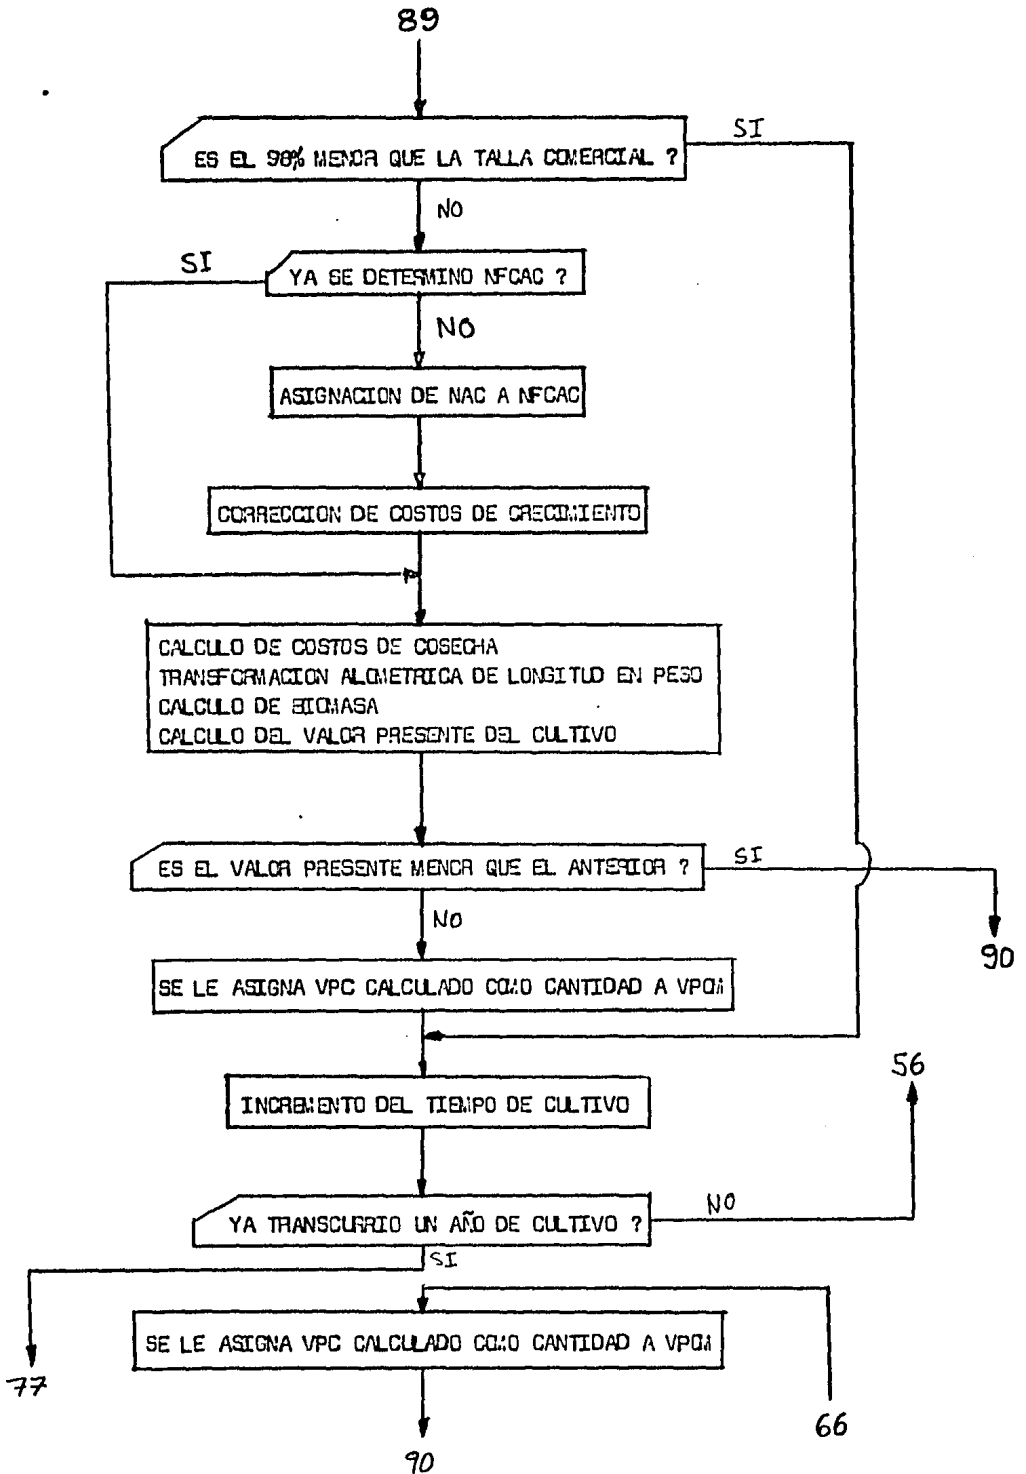 89
ES EL 90% MENOR QUE LA TALLA COMERCIAL ?
SI
NO
SI
YA SE DETERMINO NFCAC ?
NO
ASIGNACION DE NAC A NFCAC
CORRECCION DE COSTOS DE CRECIMIENTO
CALCULO DE COSTOS DE COSECHA
TRANSFORMACION ALOMETRICA DE LONGITUD EN PESO
CALCULO DE BIOMASA
CALCULO DEL VALOR PRESENTE DEL CULTIVO
ES EL VALOR PRESENTE MENOR QUE EL ANTERIOR ?
SI
NO
90
SE LE ASIGNA VPC CALCULADO COMO CANTIDAD A VPCM
56
INCREMENTO DEL TIEMPO DE CULTIVO
YA TRANSCURRIO UN AÑO DE CULTIVO ?
NO
SI
SE LE ASIGNA VPC CALCULADO COMO CANTIDAD A VPCM
77
66
90